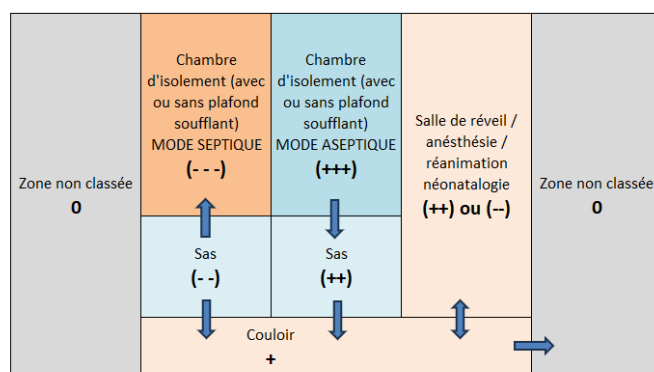 Zone non classée
0
Chambre
d'isolement (avec
ou sans plafond
soufflant)
MODE SEPTIQUE
(- - -)
Chambre
d'isolement (avec
ou sans plafond
soufflant)
MODE ASEPTIQUE
(+++)
Salle de réveil /
anésthésie /
réanimation
néonatalogie
(++) ou (--)
Zone non classée
0
Sas
(- -)
Sas
(++)
Couloir
+